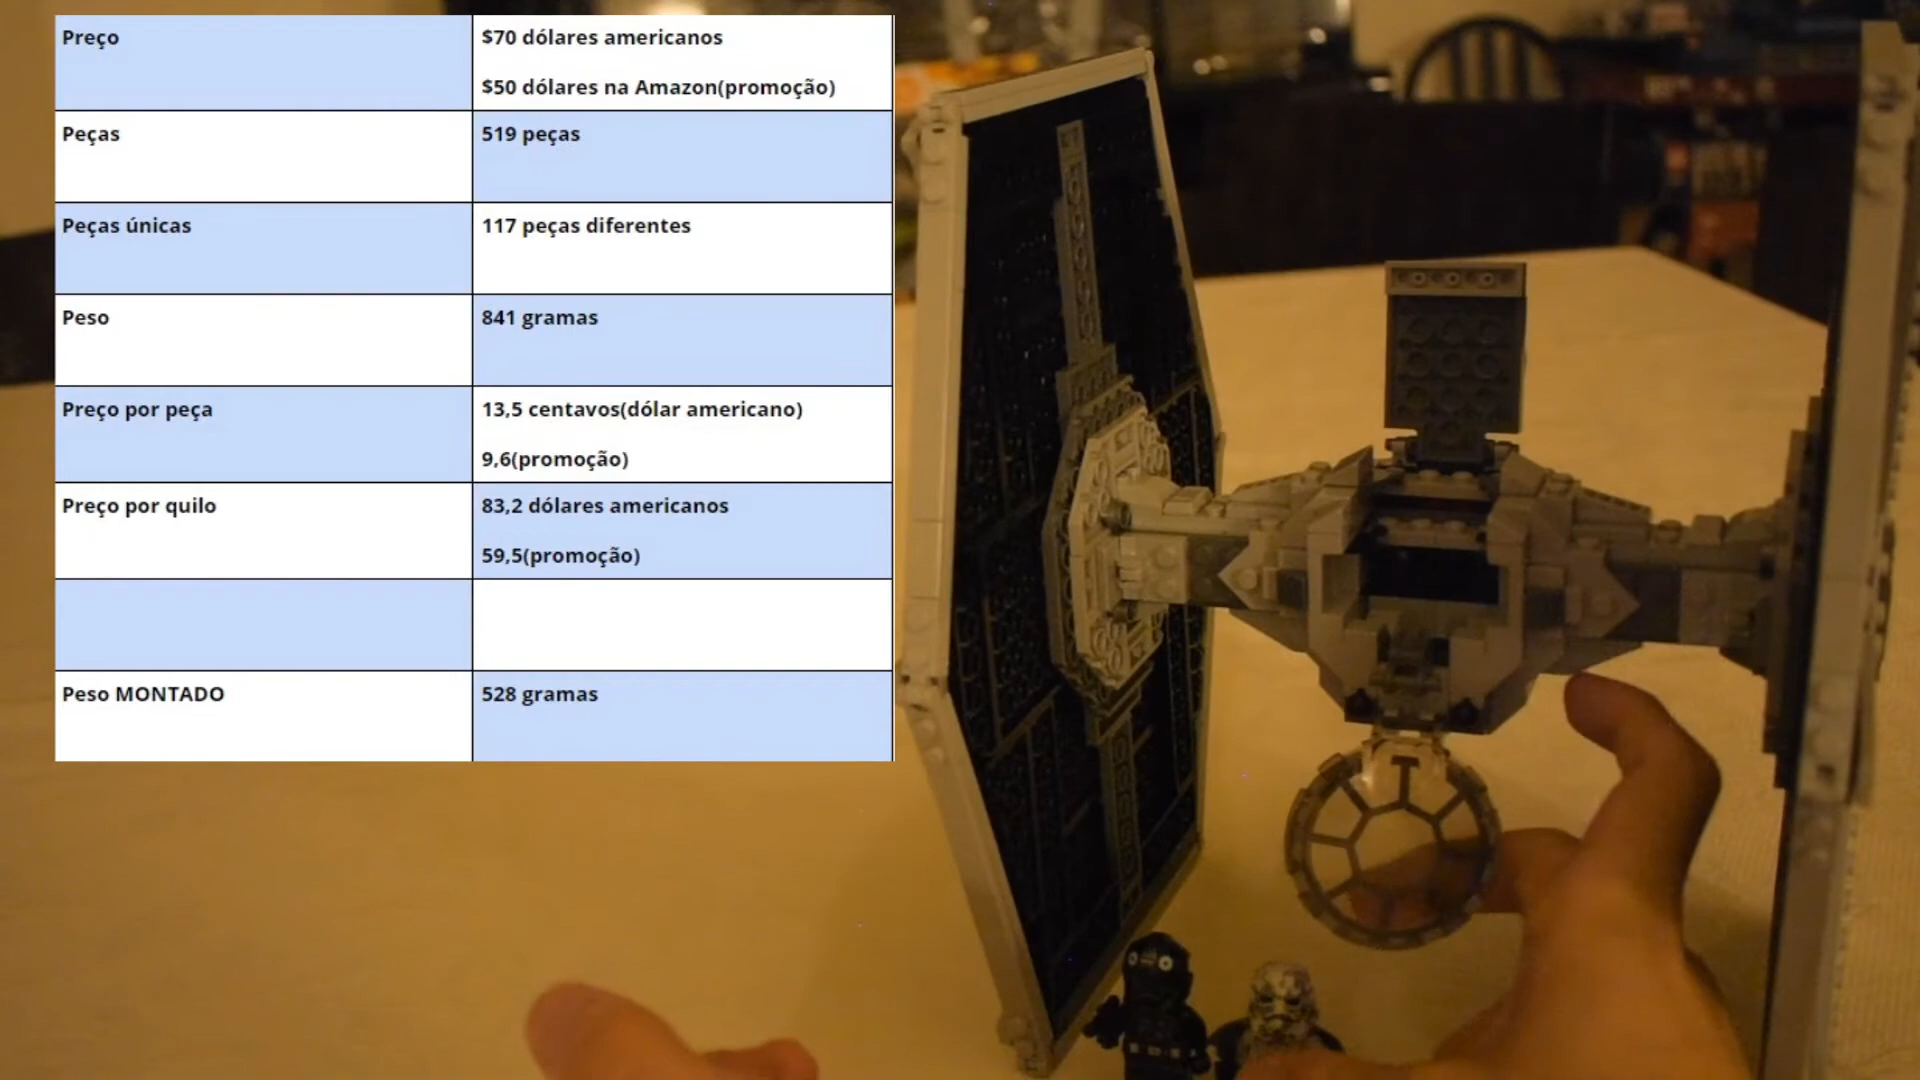 Preço
$70 dólares americanos
$50 dólares na Amazon(promoção)
Peças
519 peças
Peças únicas
117 peças diferentes
Peso
841 gramas
Preço por peça
13,5 centavos(dólar americano)
9,6(promoção)
Preço por quilo
83,2 dólares americanos
59,5(promoção)
Peso MONTADO
528 gramas